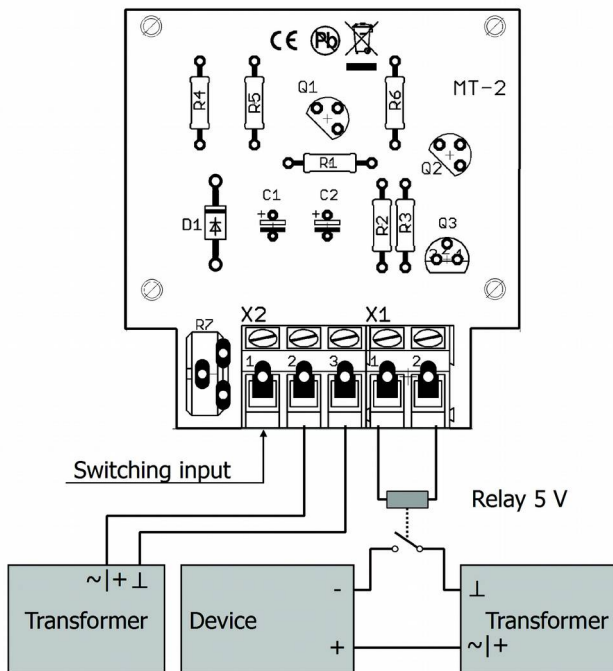 CE Pb
R4
R5
Q1
R6
MT-2
R1
Q2
C1
C2
+
+
D1
R2
R3
Q3
R7
X2
X1
1 2 3 1 2
Switching input
Relay 5 V
~|+ ⊥
Transformer
Device
-
+
⊥
Transformer
~|+